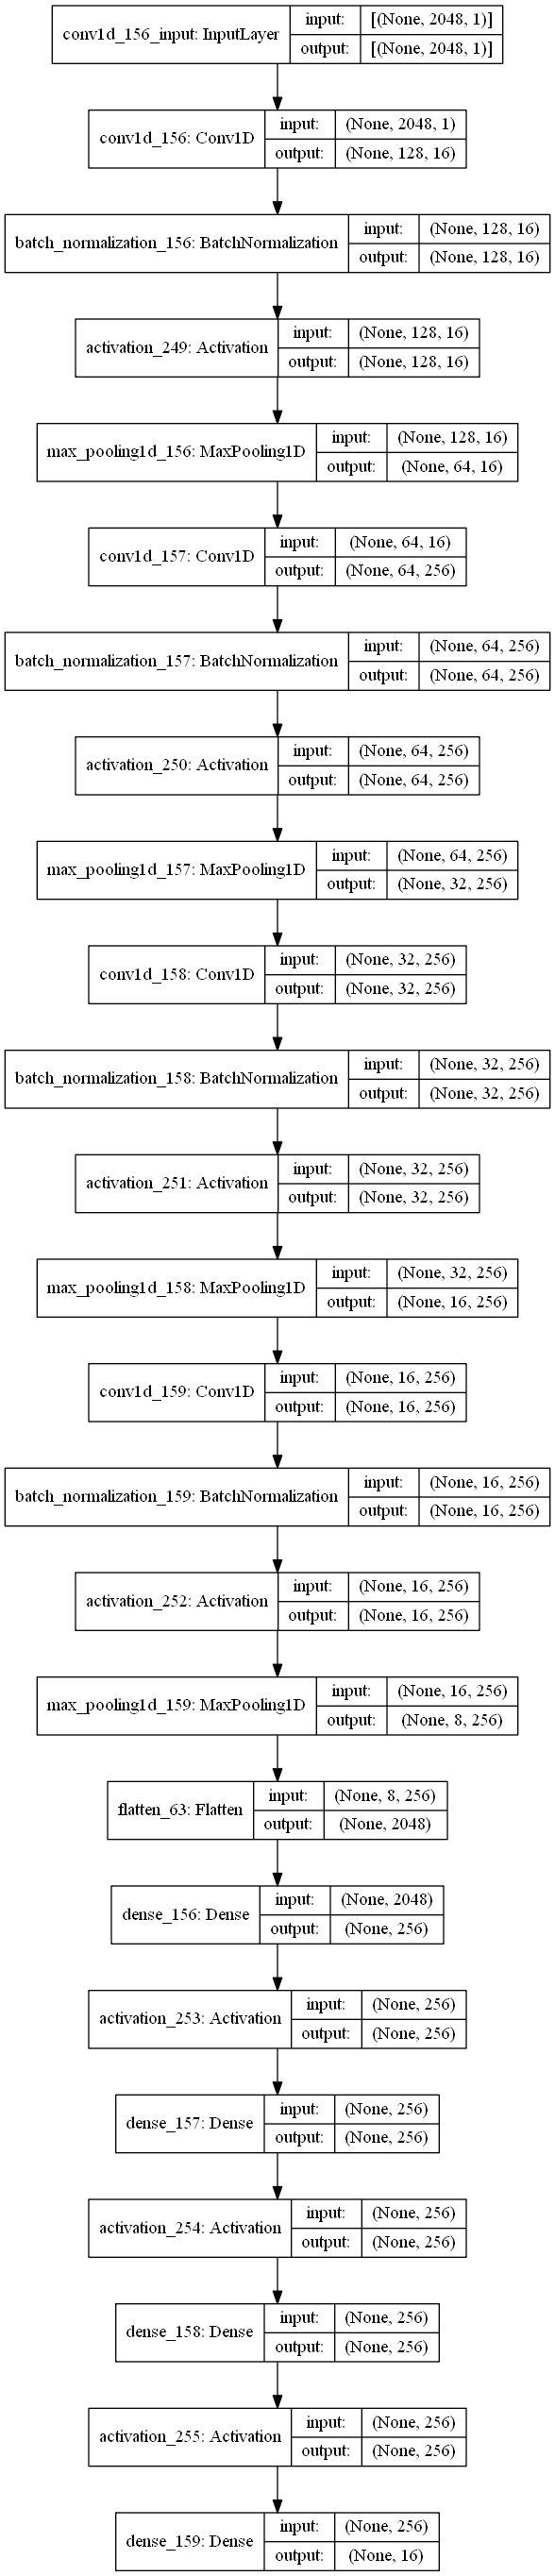 conv1d_156_input: InputLayer
input: [(None, 2048, 1)]
output: [(None, 2048, 1)]
conv1d_156: Conv1D
input: (None, 2048, 1)
output: (None, 128, 16)
batch_normalization_156: BatchNormalization
input: (None, 128, 16)
output: (None, 128, 16)
activation_249: Activation
input: (None, 128, 16)
output: (None, 128, 16)
max_pooling1d_156: MaxPooling1D
input: (None, 128, 16)
output: (None, 64, 16)
conv1d_157: Conv1D
input: (None, 64, 16)
output: (None, 64, 256)
batch_normalization_157: BatchNormalization
input: (None, 64, 256)
output: (None, 64, 256)
activation_250: Activation
input: (None, 64, 256)
output: (None, 64, 256)
max_pooling1d_157: MaxPooling1D
input: (None, 64, 256)
output: (None, 32, 256)
conv1d_158: Conv1D
input: (None, 32, 256)
output: (None, 32, 256)
batch_normalization_158: BatchNormalization
input: (None, 32, 256)
output: (None, 32, 256)
activation_251: Activation
input: (None, 32, 256)
output: (None, 32, 256)
max_pooling1d_158: MaxPooling1D
input: (None, 32, 256)
output: (None, 16, 256)
conv1d_159: Conv1D
input: (None, 16, 256)
output: (None, 16, 256)
batch_normalization_159: BatchNormalization
input: (None, 16, 256)
output: (None, 16, 256)
activation_252: Activation
input: (None, 16, 256)
output: (None, 16, 256)
max_pooling1d_159: MaxPooling1D
input: (None, 16, 256)
output: (None, 8, 256)
flatten_63: Flatten
input: (None, 8, 256)
output: (None, 2048)
dense_156: Dense
input: (None, 2048)
output: (None, 256)
activation_253: Activation
input: (None, 256)
output: (None, 256)
dense_157: Dense
input: (None, 256)
output: (None, 256)
activation_254: Activation
input: (None, 256)
output: (None, 256)
dense_158: Dense
input: (None, 256)
output: (None, 256)
activation_255: Activation
input: (None, 256)
output: (None, 256)
dense_159: Dense
input: (None, 256)
output: (None, 16)